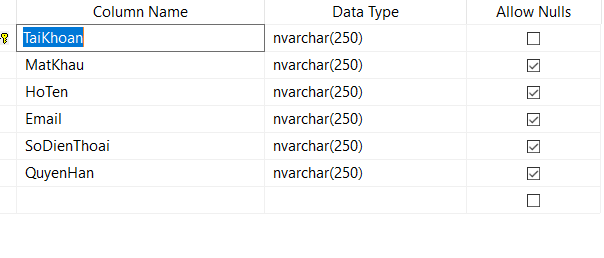 Column Name Data Type Allow Nulls
TaiKhoan nvarchar(250)
MatKhau nvarchar(250)
HoTen nvarchar(250)
Email nvarchar(250)
SoDienThoai nvarchar(250)
QuyenHan nvarchar(250)